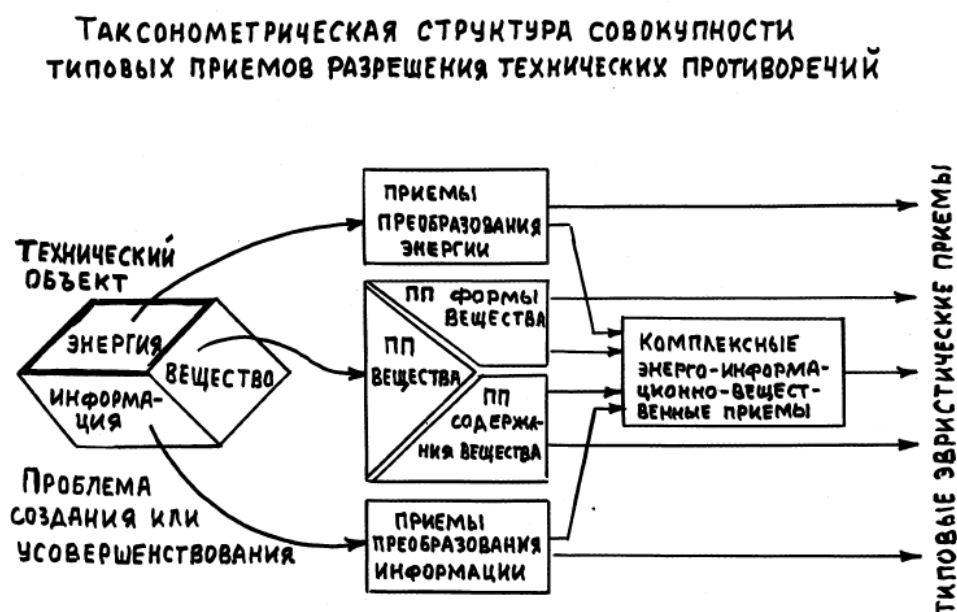 ТАКСОНОМЕТРИЧЕСКАЯ СТРУКТУРА СОВОКУПНОСТИ
ТИПОВЫХ ПРИЕМОВ РАЗРЕШЕНИЯ ТЕХНИЧЕСКИХ ПРОТИВОРЕЧИЙ
ТЕХНИЧЕСКИЙ
ОБЪЕКТ
ЭНЕРГИЯ
ВЕЩЕСТВО
ИНФОРМА-
ЦИЯ
ПРОБЛЕМА
СОЗДАНИЯ ИЛИ
УСОВЕРШЕНСТВОВАНИЯ
ПРИЕМЫ
ПРЕОБРАЗОВАНИЯ
ЭНЕРГИИ
ПП ФОРМЫ
ВЕЩЕСТВА
ПП
ВЕЩЕСТВА
ПП
СОДЕРЖА-
НИЯ ВЕЩЕСТВА
ПРИЕМЫ
ПРЕОБРАЗОВАНИЯ
ИНФОРМАЦИИ
КОМПЛЕКСНЫЕ
ЭНЕРГО-ИНФОРМА-
ЦИОННО-ВЕЩЕСТ-
ВЕННЫЕ ПРИЕМЫ
ТИПОВЫЕ ЭВРИСТИЧЕСКИЕ ПРИЕМЫ